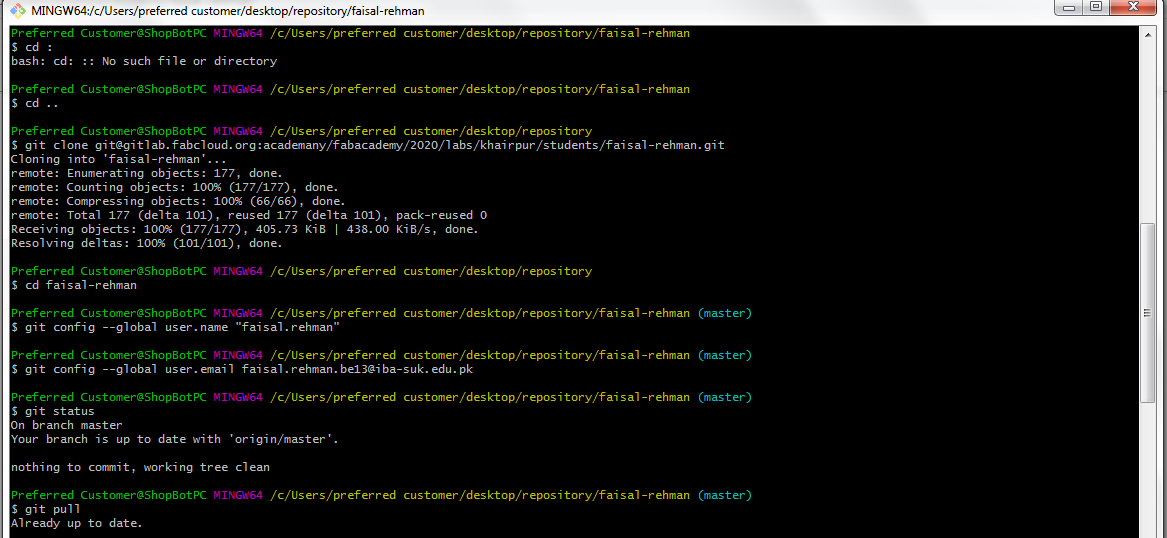 MINGW64:/c/Users/preferred customer/desktop/repository/faisal-rehman
Preferred Customer@ShopBotPC MINGW64 /c/Users/preferred customer/desktop/repository/faisal-rehman
$ cd :
bash: cd: :: No such file or directory
Preferred Customer@ShopBotPC MINGW64 /c/Users/preferred customer/desktop/repository/faisal-rehman
$ cd ..
Preferred Customer@ShopBotPC MINGW64 /c/Users/preferred customer/desktop/repository
$ git clone git@gitlab.fabcloud.org:academany/fabacademy/2020/labs/khairpur/students/faisal-rehman.git
Cloning into 'faisal-rehman'...
remote: Enumerating objects: 177, done.
remote: Counting objects: 100% (177/177), done.
remote: Compressing objects: 100% (66/66), done.
remote: Total 177 (delta 101), reused 177 (delta 101), pack-reused 0
Receiving objects: 100% (177/177), 405.73 KiB | 438.00 KiB/s, done.
Resolving deltas: 100% (101/101), done.
Preferred Customer@ShopBotPC MINGW64 /c/Users/preferred customer/desktop/repository
$ cd faisal-rehman
Preferred Customer@ShopBotPC MINGW64 /c/Users/preferred customer/desktop/repository/faisal-rehman (master)
$ git config --global user.name "faisal.rehman"
Preferred Customer@ShopBotPC MINGW64 /c/Users/preferred customer/desktop/repository/faisal-rehman (master)
$ git config --global user.email faisal.rehman.be13@iba-suk.edu.pk
Preferred Customer@ShopBotPC MINGW64 /c/Users/preferred customer/desktop/repository/faisal-rehman (master)
$ git status
On branch master
Your branch is up to date with 'origin/master'.
nothing to commit, working tree clean
Preferred Customer@ShopBotPC MINGW64 /c/Users/preferred customer/desktop/repository/faisal-rehman (master)
$ git pull
Already up to date.